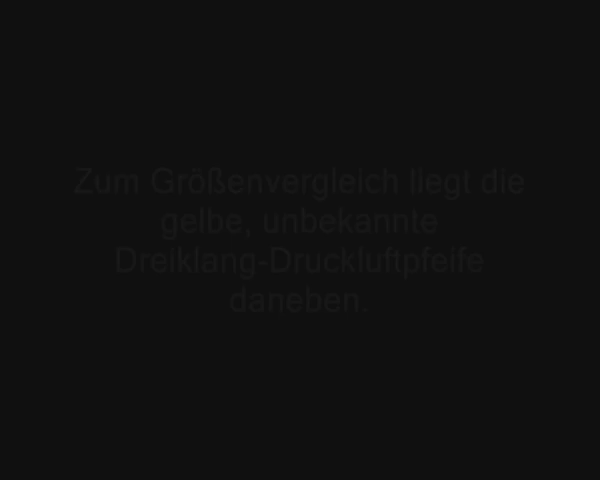 Zum Größenvergleich liegt die
gelbe, unbekannte
Dreiklang-Druckluftpfeife
daneben.